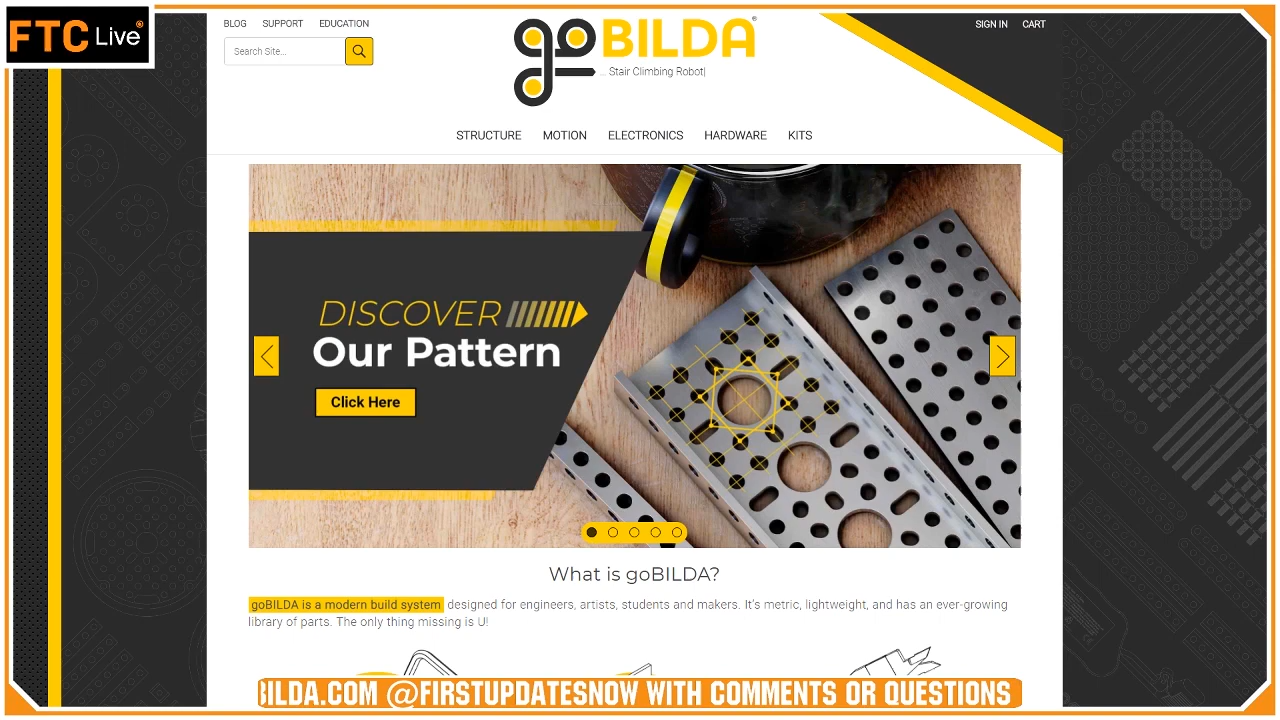 FTC Live
BLOG SUPPORT EDUCATION
Search Site...
goBILDA®
... Stair Climbing Robot|
SIGN IN CART
STRUCTURE MOTION ELECTRONICS HARDWARE KITS
DISCOVER
Our Pattern
Click Here
What is goBILDA?
goBILDA is a modern build system designed for engineers, artists, students and makers. It's metric, lightweight, and has an ever-growing
library of parts. The only thing missing is U!
BILDA.COM @FIRSTUPDATESNOW WITH COMMENTS OR QUESTIONS